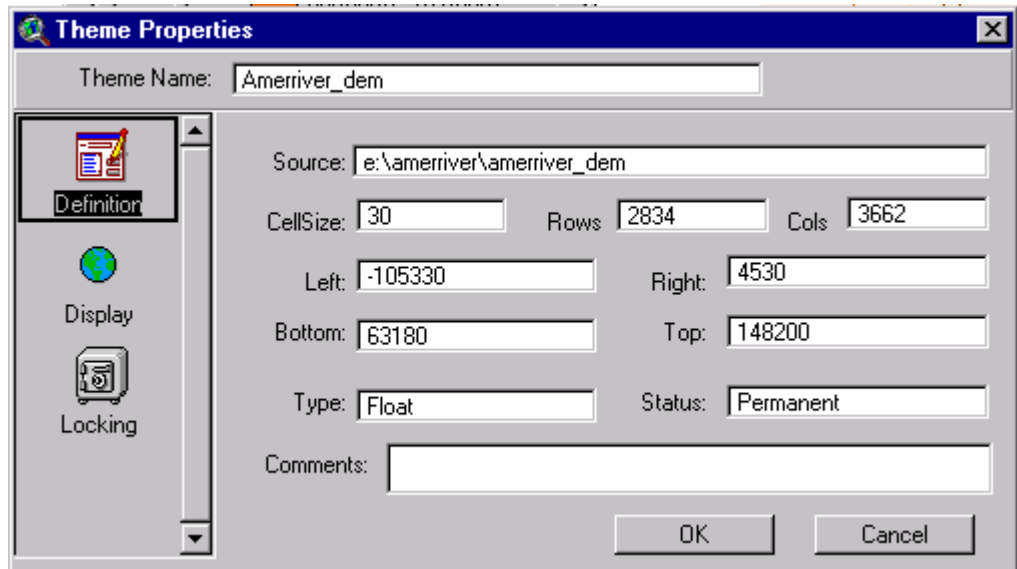 Theme Properties
Theme Name: Amerriver_dem
Definition
Display
Locking
Source: e:\amerriver\amerriver_dem
CellSize: 30 Rows 2834 Cols 3662
Left: -105330 Right: 4530
Bottom: 63180 Top: 148200
Type: Float Status: Permanent
Comments:
OK Cancel